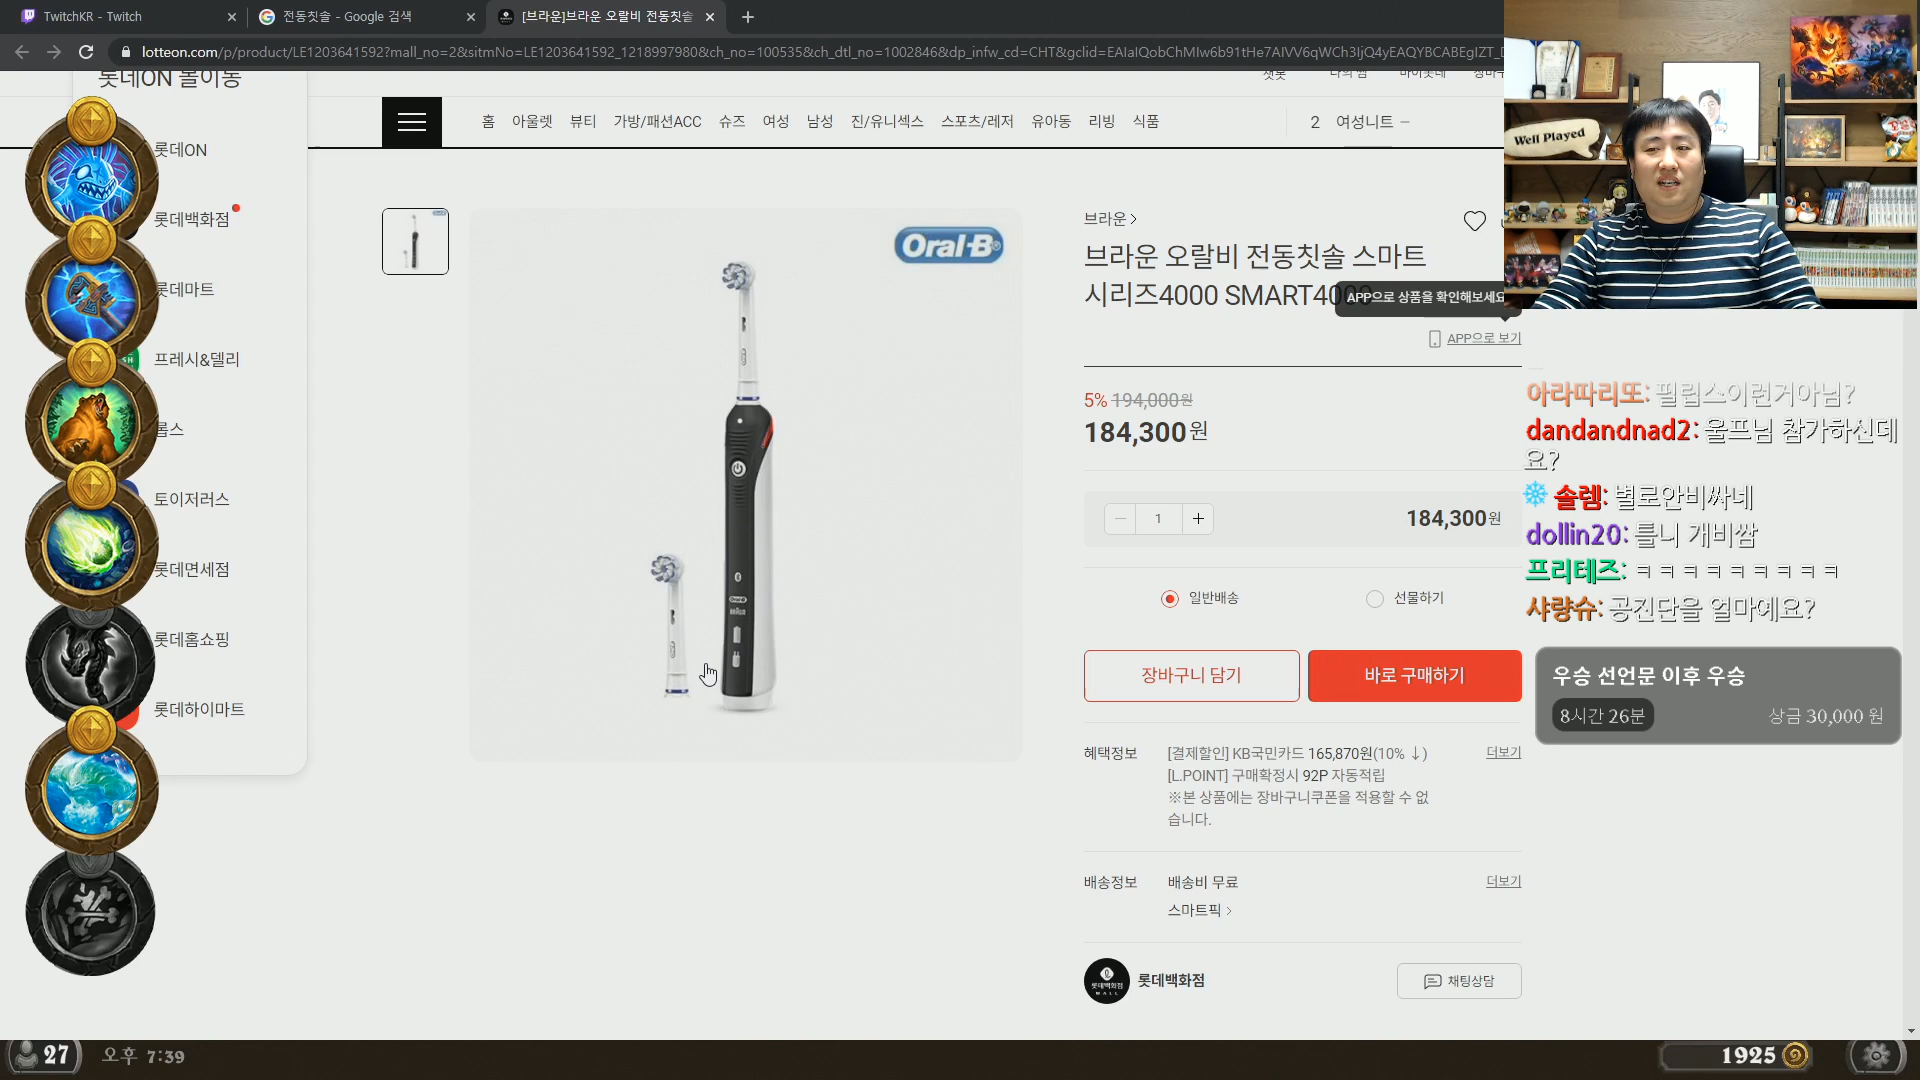 TwitchKR - Twitch
전동칫솔 - Google 검색
[브라운]브라운 오랄비 전동칫솔
lotteon.com/p/product/LE1203641592?mall_no=2&sitmNo=LE1203641592_1218997980&ch_no=100535&ch_dtl_no=1002846&dp_infw_cd=CHT&gclid=EAIaIQobChMIw6b91tHe7AIVV6qWCh3IjQ4yEAQYBCABEgIZT_
롯데ON 몰이동
롯데ON
롯데백화점
롯데마트
프레시&델리
롭스
토이저러스
롯데면세점
롯데홈쇼핑
롯데하이마트
홈 아울렛 뷰티 가방/패션ACC 슈즈 여성 남성 진/유니섹스 스포츠/레저 유아동 리빙 식품
2 여성니트
Oral-B
브라운 >
브라운 오랄비 전동칫솔 스마트
시리즈4000 SMART4000
APP으로 상품을 확인해보세요
APP으로 보기
5% 194,000원
184,300원
1
184,300원
일반배송
선물하기
장바구니 담기
바로 구매하기
혜택정보
[결제할인] KB국민카드 165,870원(10% ↓)
더보기
[L.POINT] 구매확정시 92P 자동적립
※본 상품에는 장바구니쿠폰을 적용할 수 없
습니다.
배송정보
배송비 무료
더보기
스마트픽 >
롯데백화점
MALL
롯데백화점
채팅상담
Well Played
아라따리또: 필립스이런거아님?
dandandnad2: 울프님 참가하신데
요?
솔렘: 별로안비싸네
dollin20: 틀니 개비쌈
프리테즈: ㅋㅋㅋㅋㅋㅋㅋㅋㅋ
샤량슈: 공진단을 얼마예요?
우승 선언문 이후 우승
8시간 26분
상금 30,000 원
27
오후 7:39
1925